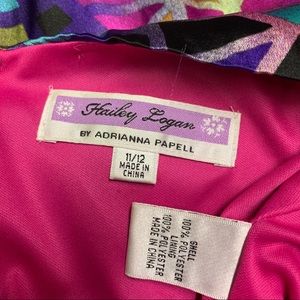 Hailey Logan
BY ADRIANNA PAPELL
11/12
MADE IN
CHINA
SHELL
100% POLYESTER
LINING
100% POLYESTER
MADE IN CHINA